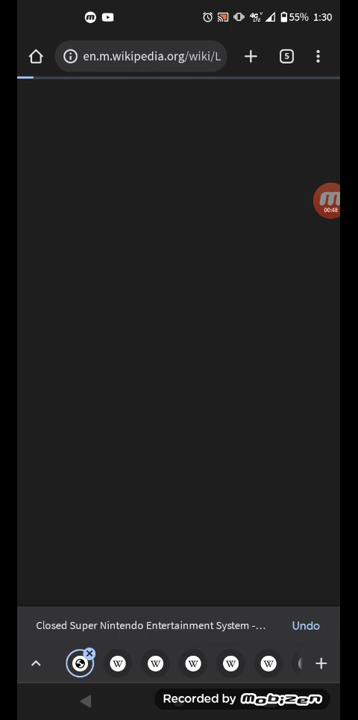 55% 1:30
en.m.wikipedia.org/wiki/L
5
00:48
Closed Super Nintendo Entertainment System -...
Undo
W W W W W
Recorded by mobizen